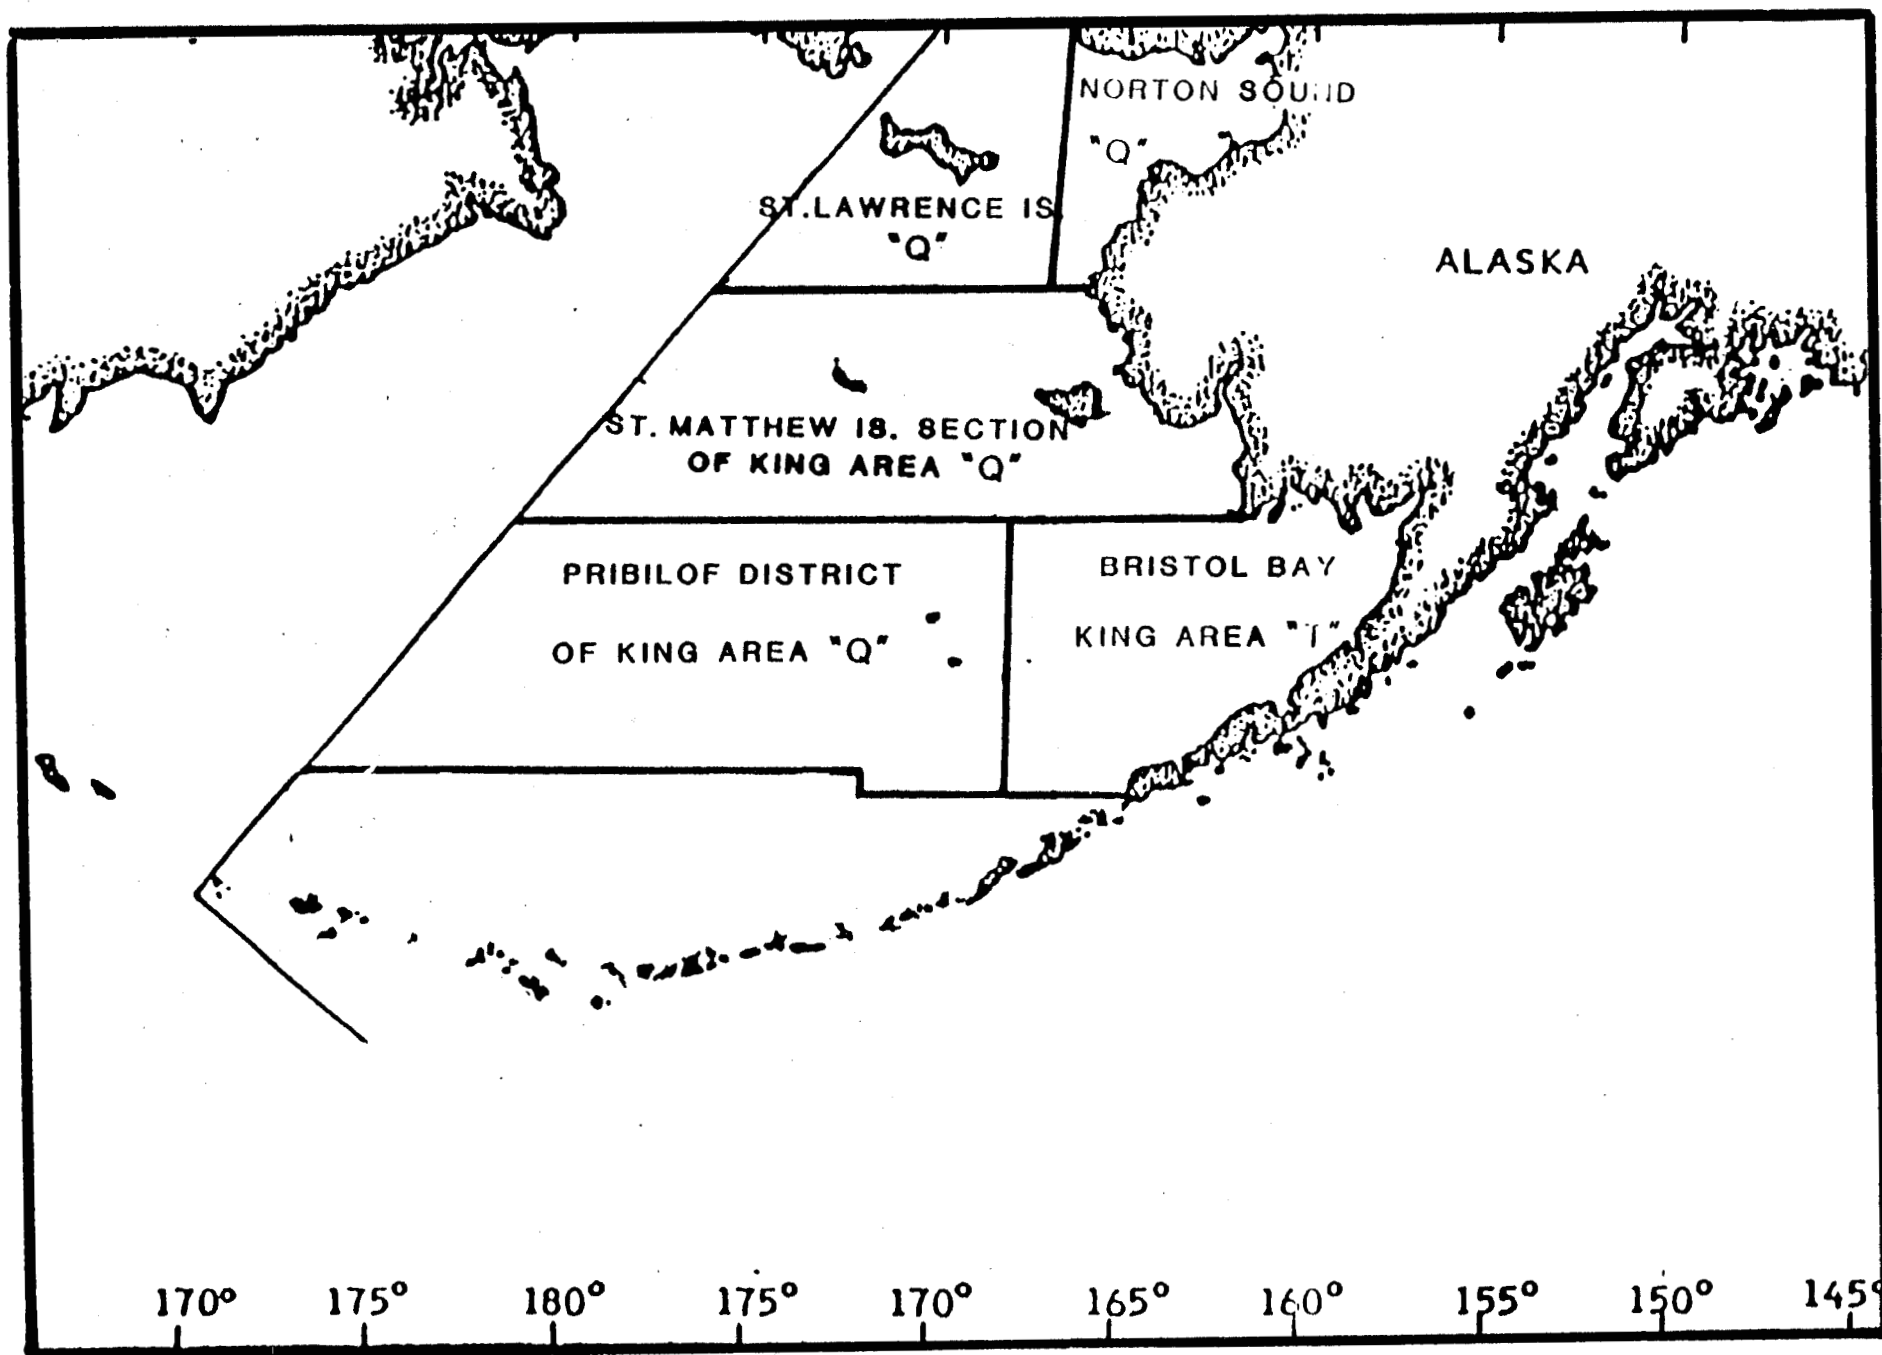 NORTON SOUND
"Q"
ST. LAWRENCE IS.
"Q"
ALASKA
ST. MATTHEW IS. SECTION
OF KING AREA "Q"
PRIBILOF DISTRICT
OF KING AREA "Q"
BRISTOL BAY
KING AREA "T"
170° 175° 180° 175° 170° 165° 160° 155° 150° 145°